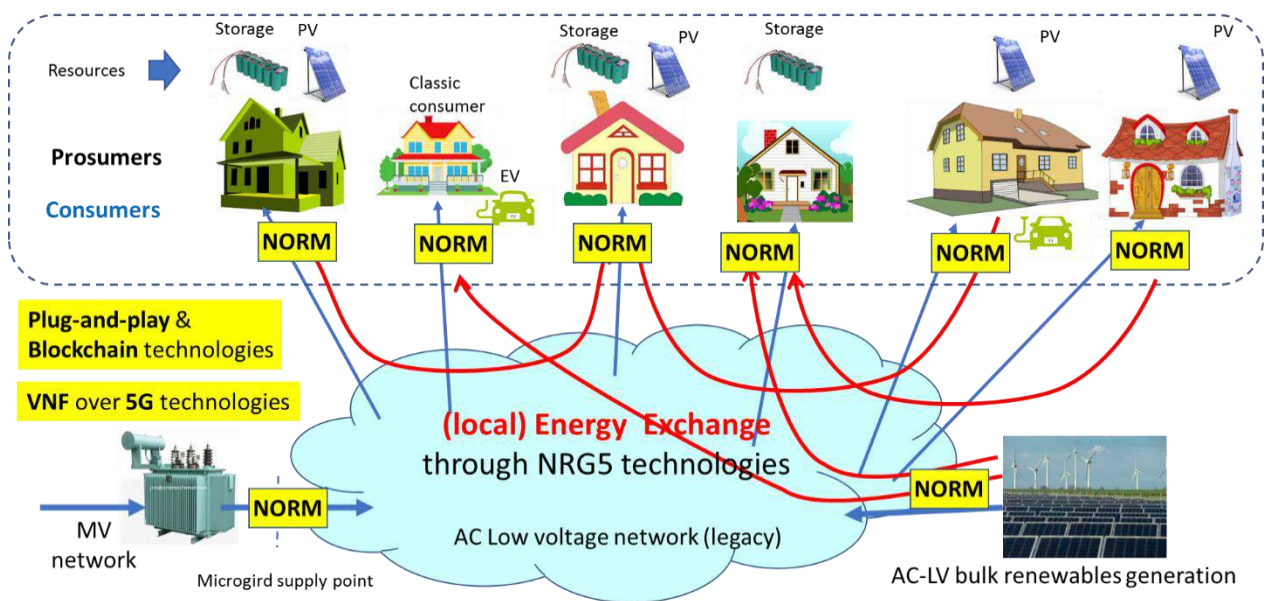 Storage
PV
Storage
PV
Storage
PV
PV
Resources
Classic
consumer
Prosumers
EV
Consumers
NORM
NORM
NORM
NORM
NORM
NORM
Plug-and-play &
Blockchain technologies
VNF over 5G technologies
(local) Energy Exchange
through NRG5 technologies
NORM
NORM
MV
network
AC Low voltage network (legacy)
Microgird supply point
AC-LV bulk renewables generation